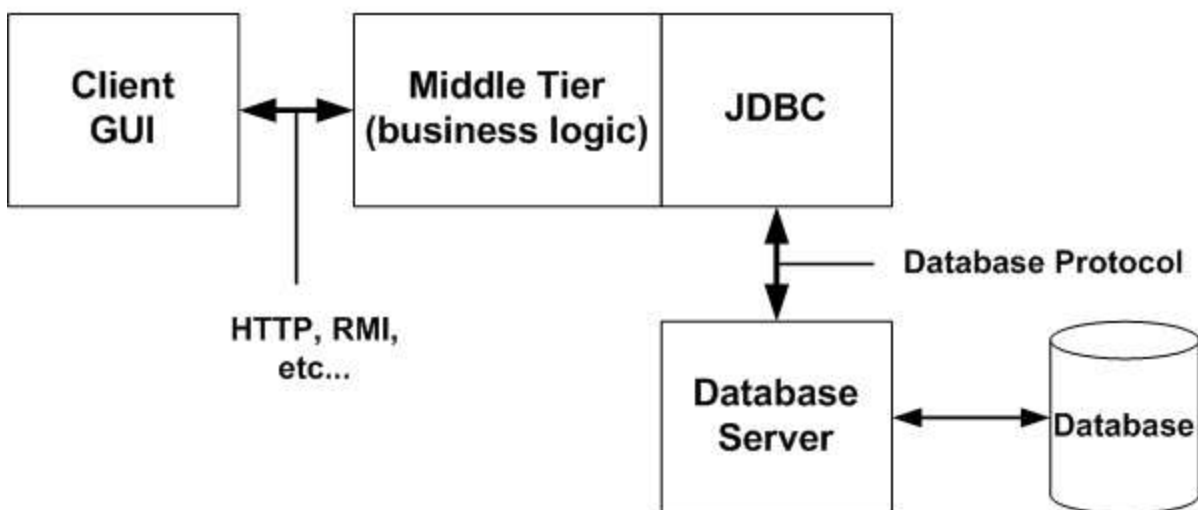 Client
GUI
Middle Tier
(business logic)
JDBC
Database Protocol
HTTP, RMI,
etc...
Database
Server
Database